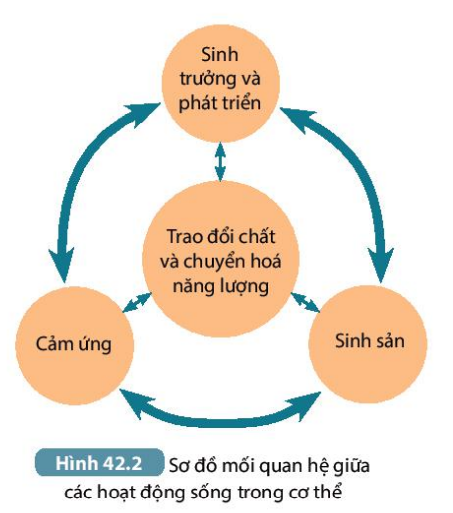 Sinh
trưởng và
phát triển
Trao đổi chất
và chuyển hoá
năng lượng
Cảm ứng
Sinh sản
Hình 42.2 Sơ đồ mối quan hệ giữa
các hoạt động sống trong cơ thể